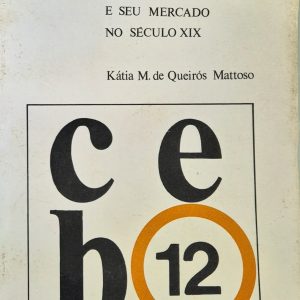 E SEU MERCADO
NO SÉCULO XIX
Kátia M. de Queirós Mattoso
c e
b 12